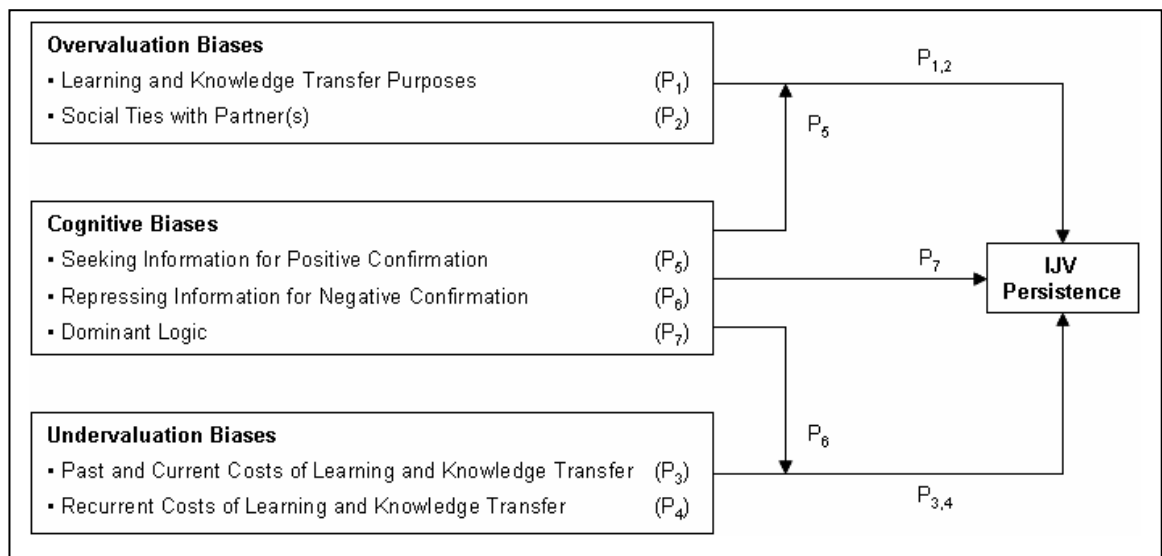 Overvaluation Biases
▪ Learning and Knowledge Transfer Purposes (P1)
▪ Social Ties with Partner(s) (P2)
P1,2
P5
Cognitive Biases
▪ Seeking Information for Positive Confirmation (P5)
▪ Repressing Information for Negative Confirmation (P6)
▪ Dominant Logic (P7)
P7
IJV
Persistence
P6
Undervaluation Biases
▪ Past and Current Costs of Learning and Knowledge Transfer (P3)
▪ Recurrent Costs of Learning and Knowledge Transfer (P4)
P3,4